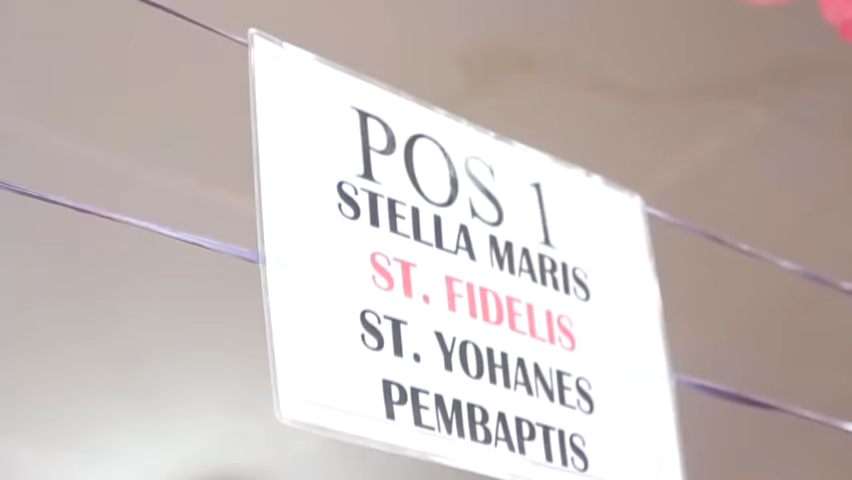 POS 1
STELLA MARIS
ST. FIDELIS
ST. YOHANES
PEMBAPTIS